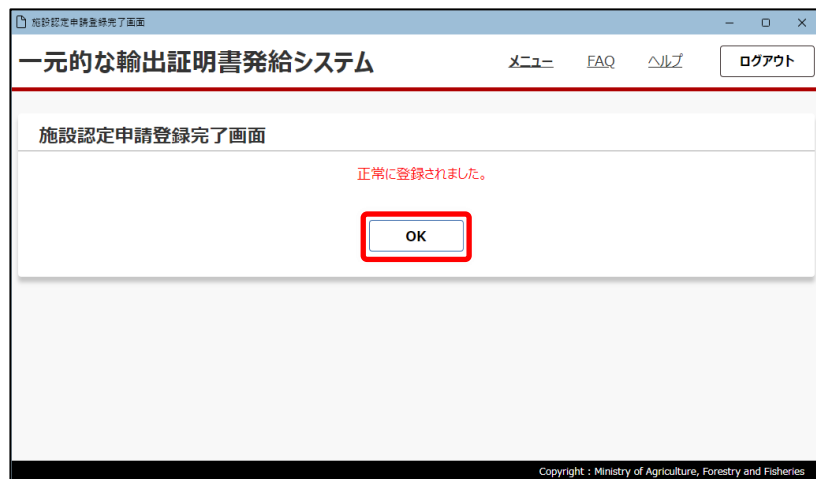 施設認定申請登録完了画面
一元的な輸出証明書発給システム
メニュー FAQ ヘルプ ログアウト
施設認定申請登録完了画面
正常に登録されました。
OK
Copyright : Ministry of Agriculture, Forestry and Fisheries